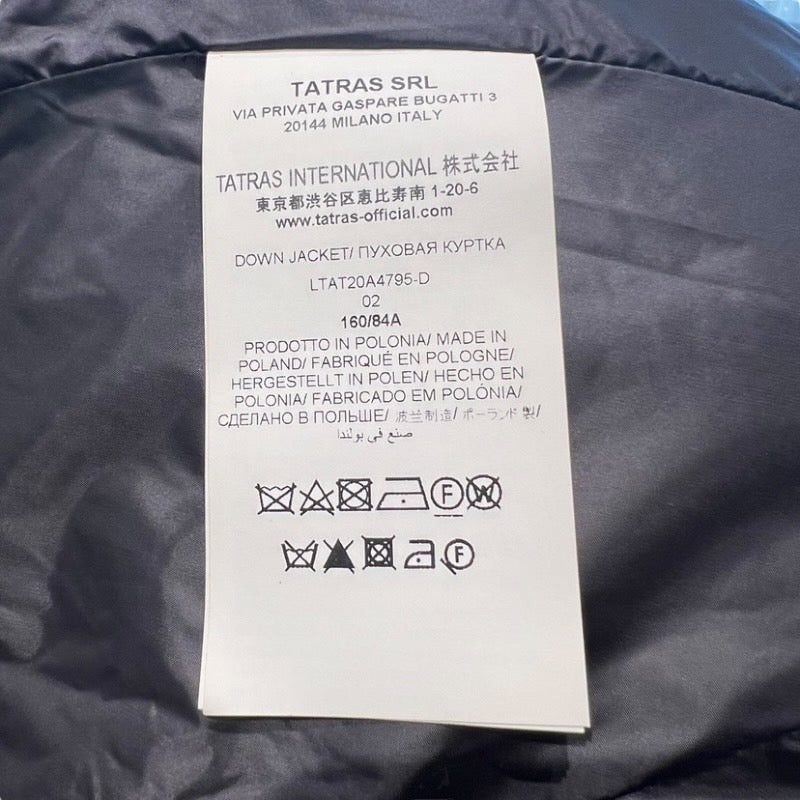 TATRAS SRL
VIA PRIVATA GASPARE BUGATTI 3
20144 MILANO ITALY
TATRAS INTERNATIONAL 株式会社
東京都渋谷区恵比寿南 1-20-6
www.tatras-official.com
DOWN JACKET/ ПУХОВАЯ КУРТКА
LTAT20A4795-D
02
160/84A
PRODOTTO IN POLONIA/ MADE IN
POLAND/ FABRIQUÉ EN POLOGNE/
HERGESTELLT IN POLEN/ HECHO EN
POLONIA/ FABRICADO EM POLÓNIA/
СДЕЛАНО В ПОЛЬШЕ/ 波兰制造/ ポーランド 製/
صنع في بولندا
F W
F